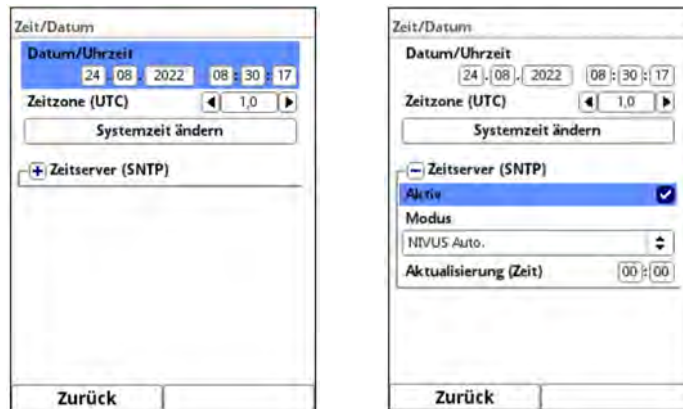 Zeit/Datum
Datum/Uhrzeit
24 . 08 . 2022 08 : 30 : 17
Zeitzone (UTC) 1,0
Systemzeit ändern
Zeitserver (SNTP)
Zurück
Zeit/Datum
Datum/Uhrzeit
24 . 08 . 2022 08 : 30 : 17
Zeitzone (UTC) 1,0
Systemzeit ändern
Zeitserver (SNTP)
Aktiv
Modus
NIVUS Auto.
Aktualisierung (Zeit) 00 : 00
Zurück